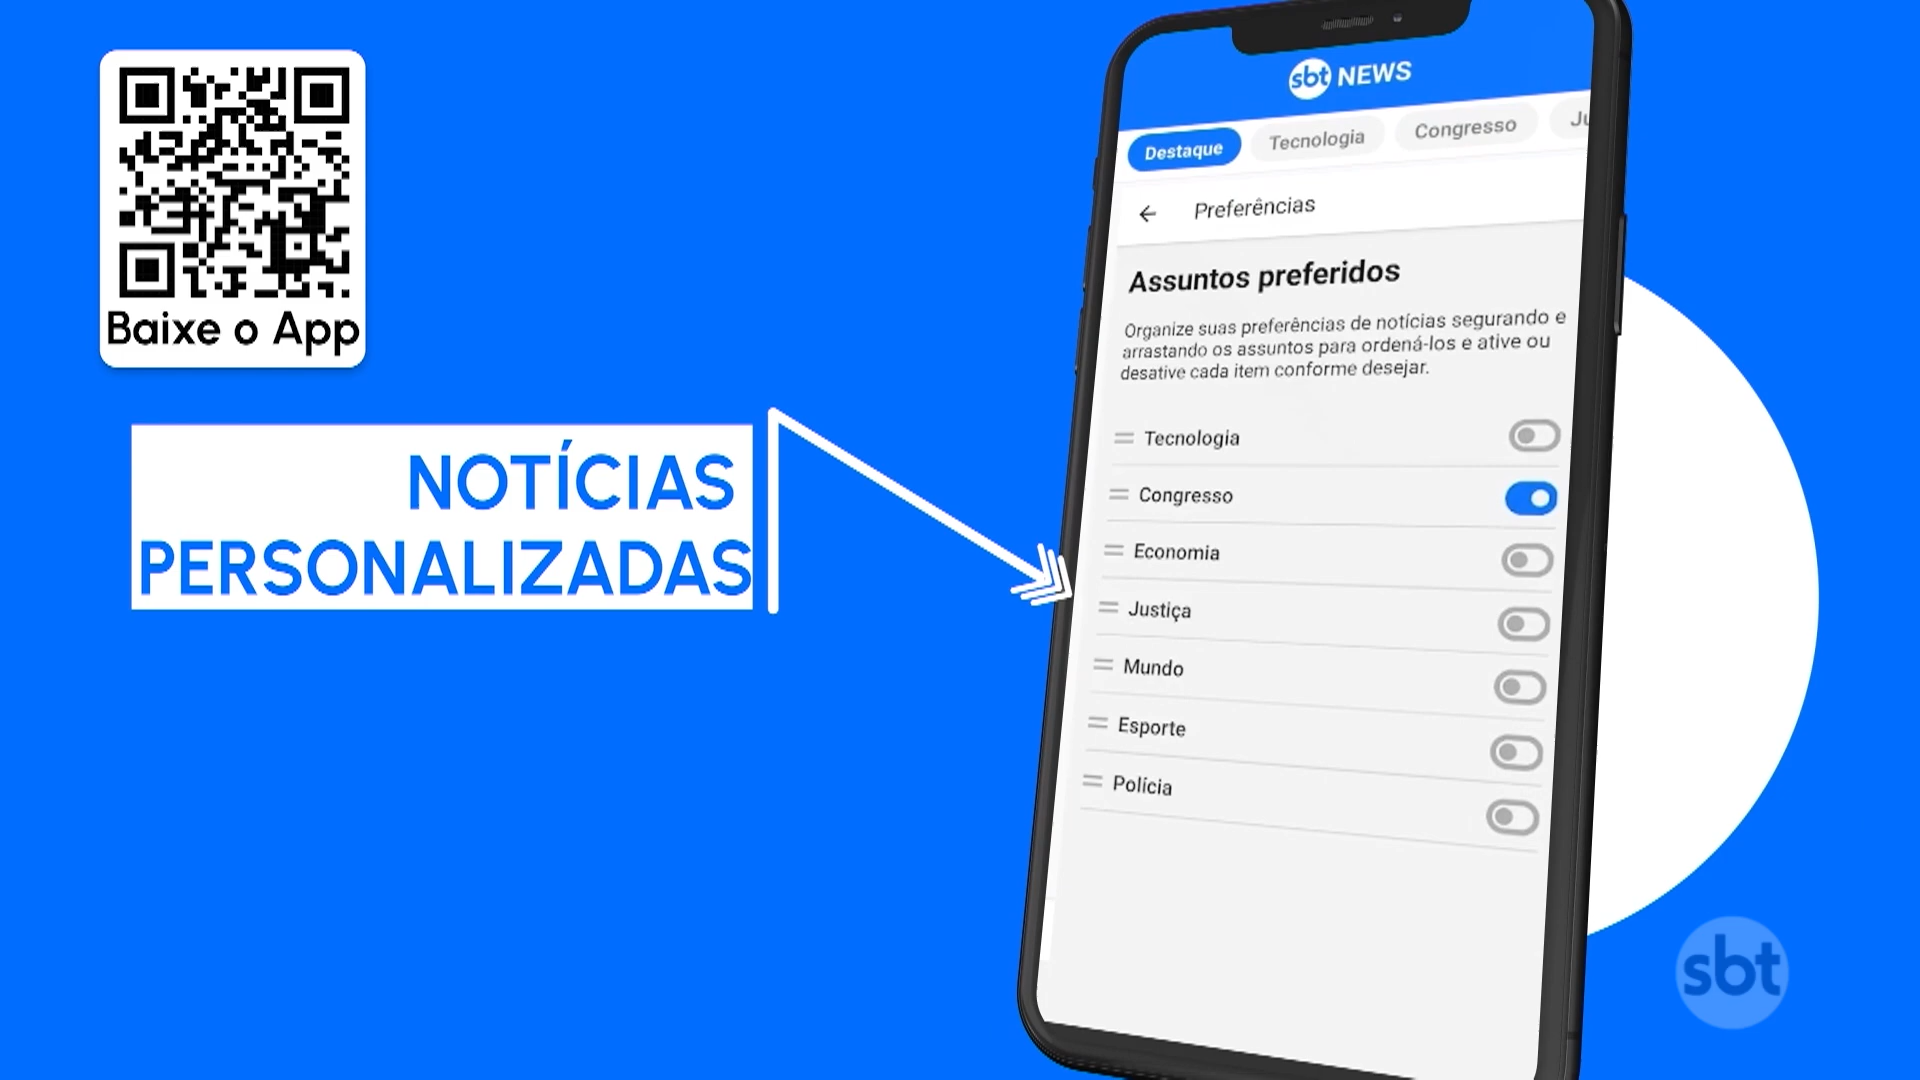 Baixe o App
NOTÍCIAS
PERSONALIZADAS
sbt NEWS
Destaque
Tecnologia
Congresso
Ju
Preferências
Assuntos preferidos
Organize suas preferências de notícias segurando e
arrastando os assuntos para ordená-los e ative ou
desative cada item conforme desejar.
Tecnologia
Congresso
Economia
Justiça
Mundo
Esporte
Polícia
sbt